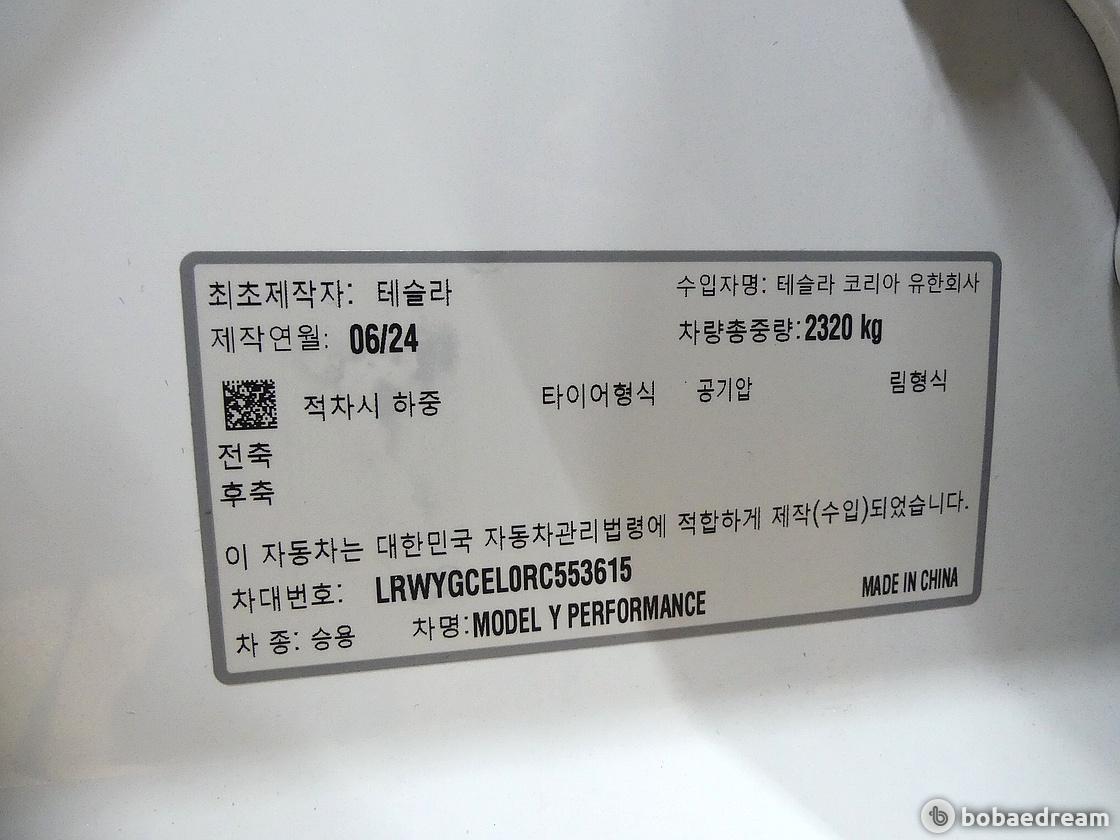 최초제작자: 테슬라 수입자명: 테슬라 코리아 유한회사
제작연월: 06/24 차량총중량: 2320 kg
적차시 하중 타이어형식 공기압 림형식
전축
후축
이 자동차는 대한민국 자동차관리법령에 적합하게 제작(수입)되었습니다.
차대번호: LRWYGCEL0RC553615
차 종: 승용 차명: MODEL Y PERFORMANCE MADE IN CHINA
bobaedream